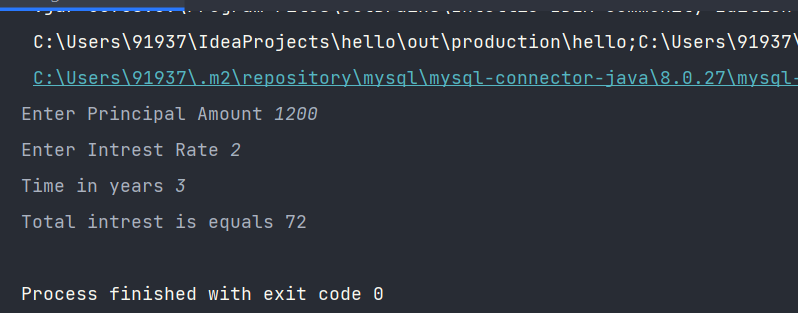 C:\Users\91937\IdeaProjects\hello\out\production\hello;C:\Users\91937\
C:\Users\91937\.m2\repository\mysql\mysql-connector-java\8.0.27\mysql-
Enter Principal Amount 1200
Enter Intrest Rate 2
Time in years 3
Total intrest is equals 72
Process finished with exit code 0